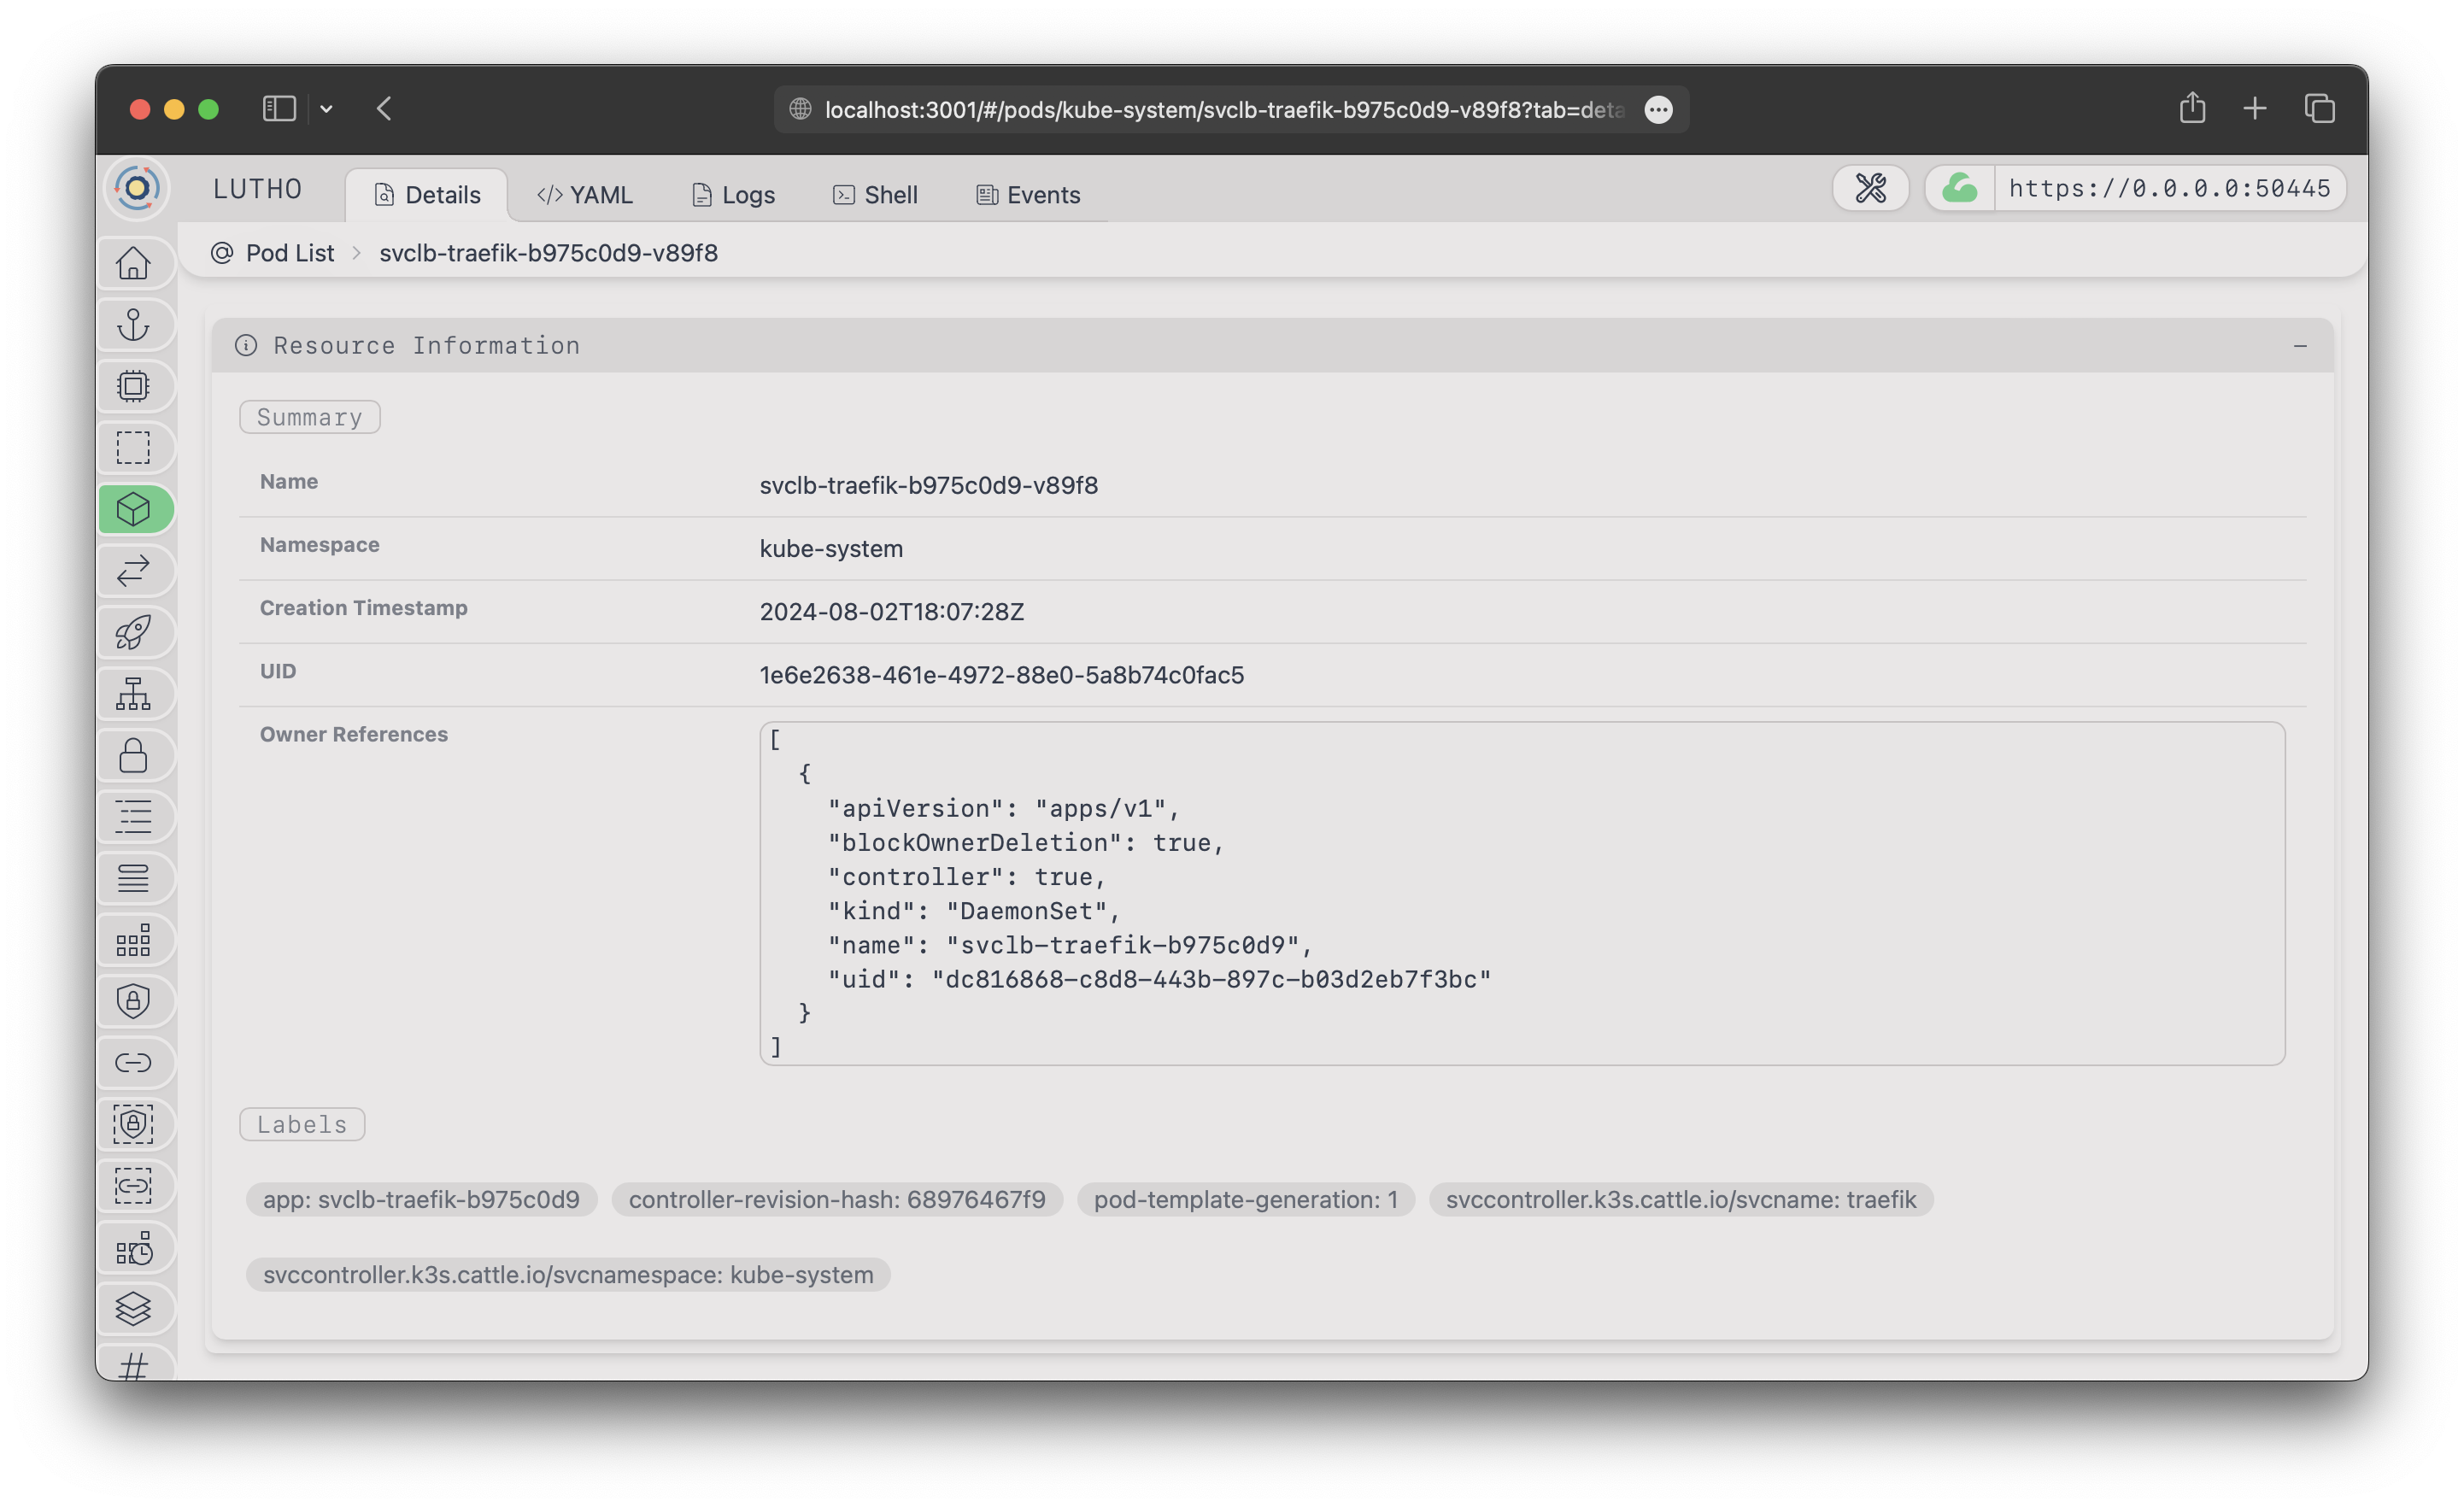 localhost:3001/#/pods/kube-system/svclb-traefik-b975c0d9-v89f8?tab=deta
LUTHO
Details
</> YAML
Logs
Shell
Events
https://0.0.0.0:50445
Pod List > svclb-traefik-b975c0d9-v89f8
Resource Information
Summary
Name svclb-traefik-b975c0d9-v89f8
Namespace kube-system
Creation Timestamp 2024-08-02T18:07:28Z
UID 1e6e2638-461e-4972-88e0-5a8b74c0fac5
Owner References
[
  {
    "apiVersion": "apps/v1",
    "blockOwnerDeletion": true,
    "controller": true,
    "kind": "DaemonSet",
    "name": "svclb-traefik-b975c0d9",
    "uid": "dc816868-c8d8-443b-897c-b03d2eb7f3bc"
  }
]
Labels
app: svclb-traefik-b975c0d9 controller-revision-hash: 68976467f9 pod-template-generation: 1 svccontroller.k3s.cattle.io/svcname: traefik
svccontroller.k3s.cattle.io/svcnamespace: kube-system